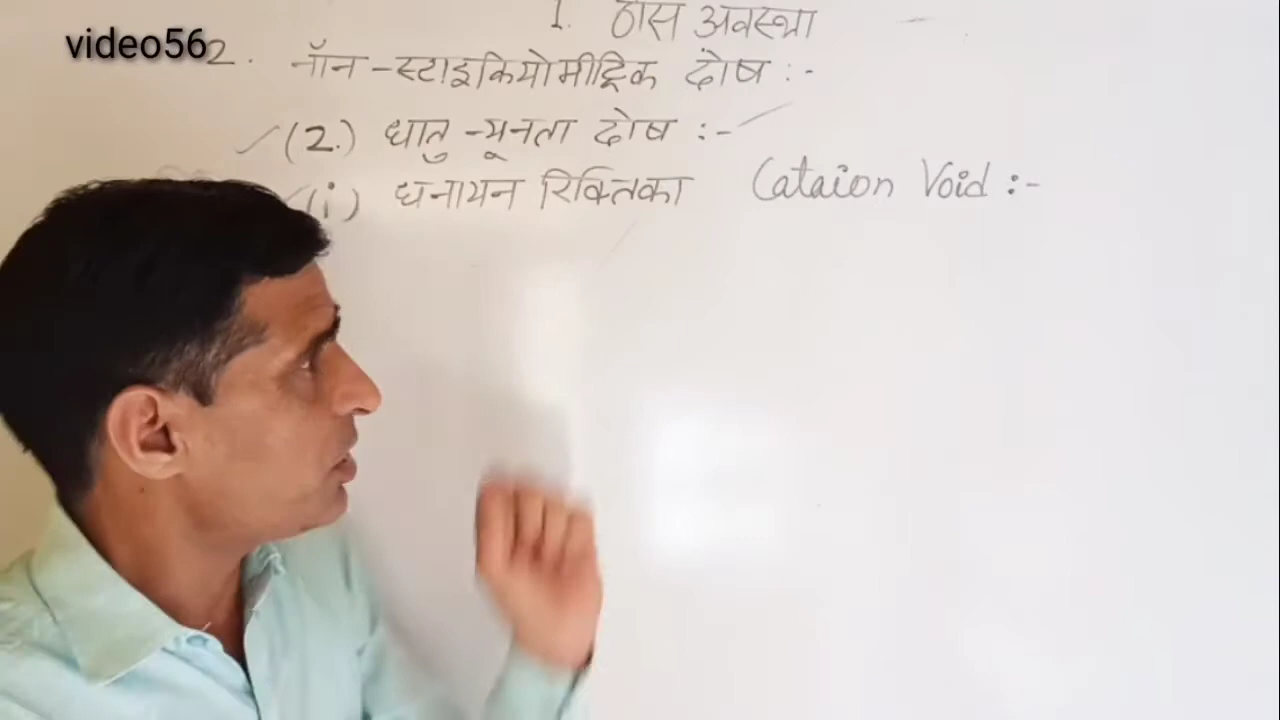 1. ठोस अवस्था
video56
2. नॉन-स्टाइकियोमीट्रिक दोष :-
(2.) धातु-न्यूनता दोष :-
(i) धनायन रिक्तिका Cataion Void :-